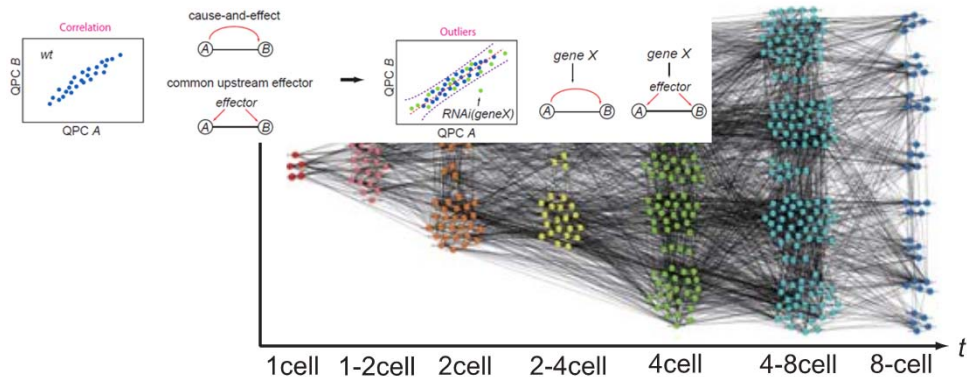 Correlation
wt
QPC B
QPC A
cause-and-effect
A B
common upstream effector
effector
A B
Outliers
QPC B
RNAi(geneX)
QPC A
gene X
A B
gene X
effector
A B
1cell 1-2cell 2cell 2-4cell 4cell 4-8cell 8-cell t